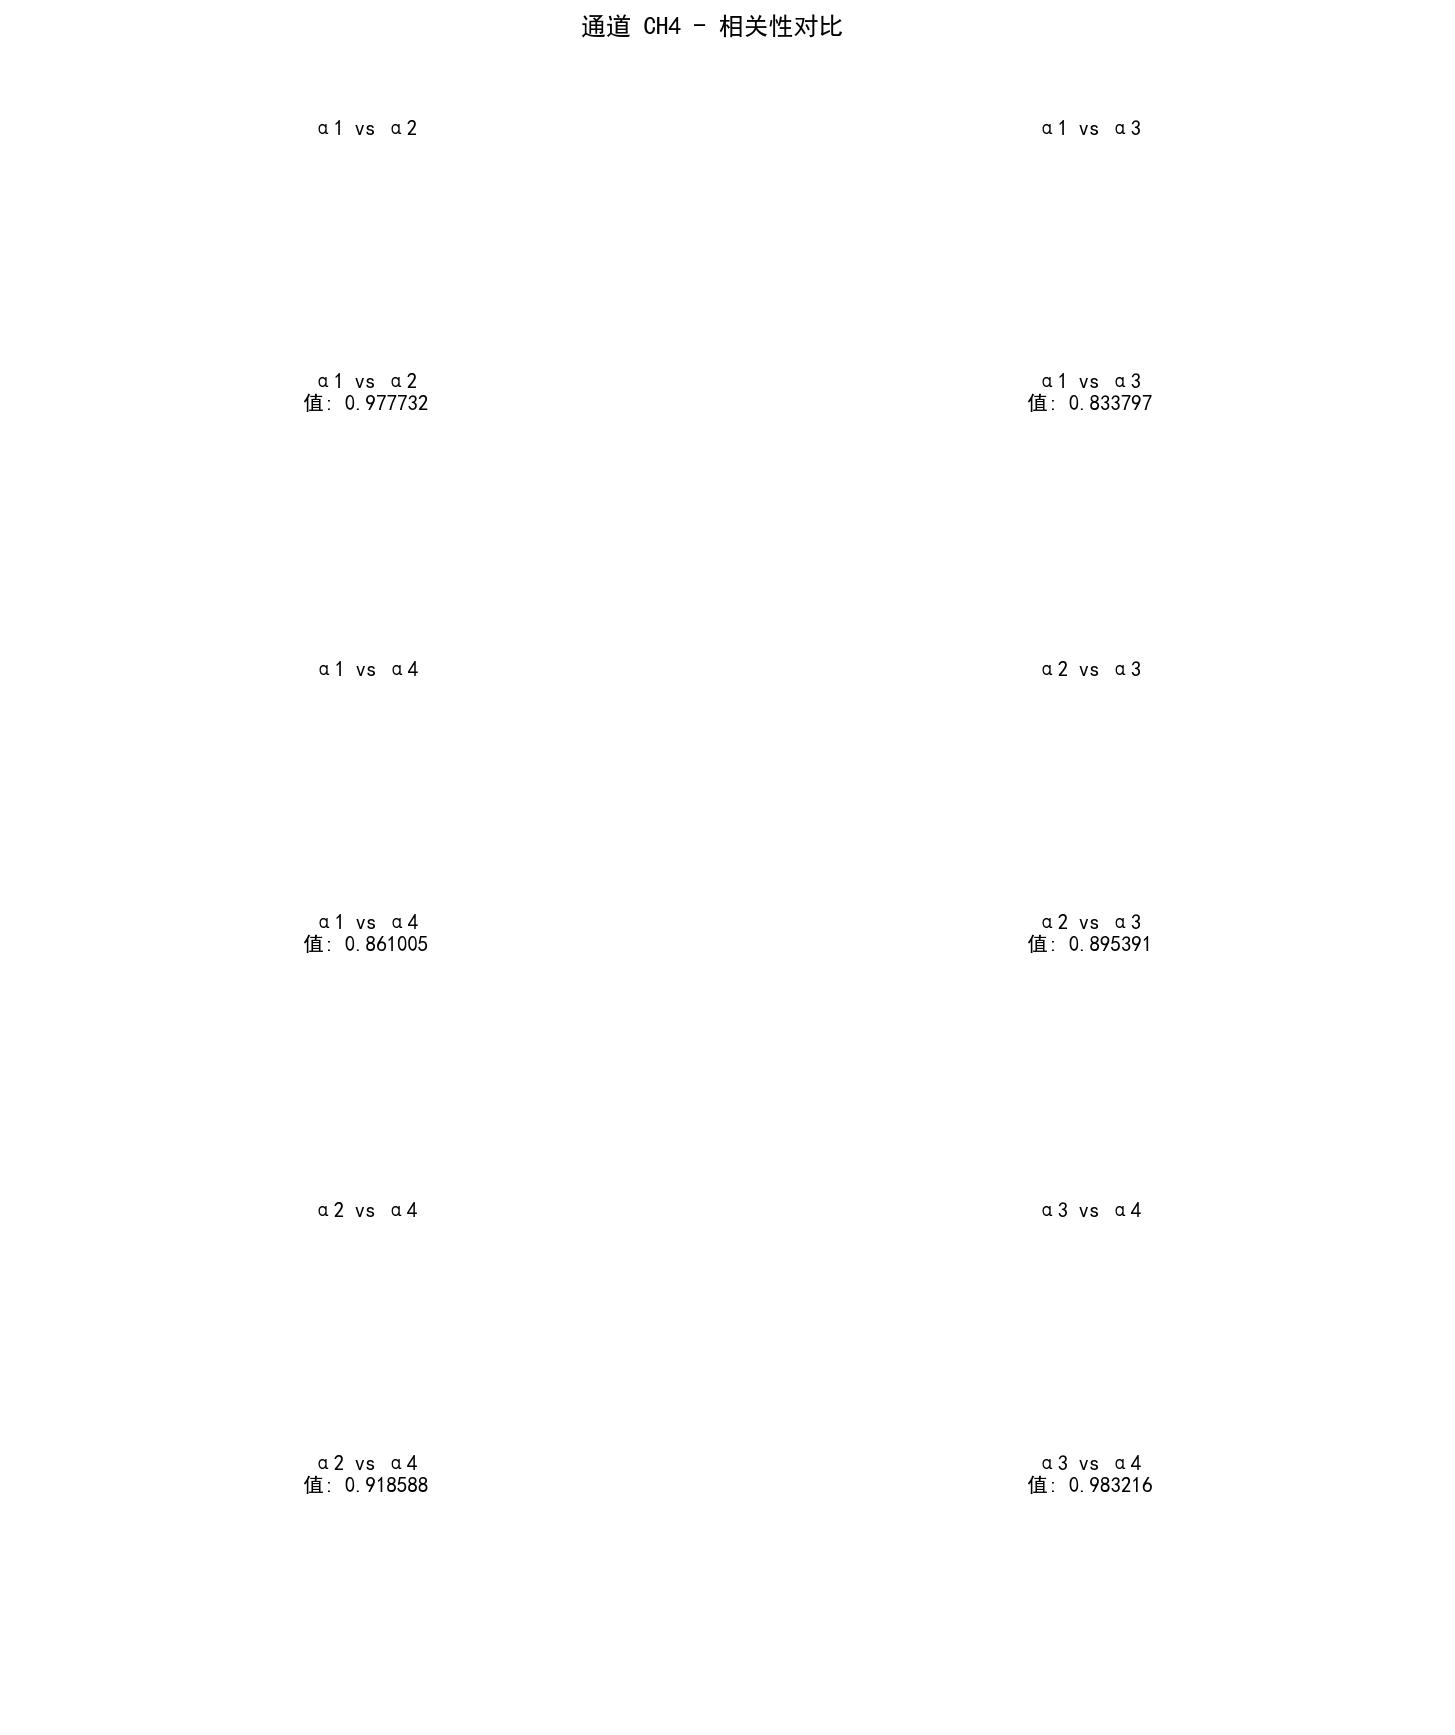 通道 CH4 - 相关性对比
α1 vs α2
α1 vs α3
α1 vs α2
值: 0.977732
α1 vs α3
值: 0.833797
α1 vs α4
α2 vs α3
α1 vs α4
值: 0.861005
α2 vs α3
值: 0.895391
α2 vs α4
α3 vs α4
α2 vs α4
值: 0.918588
α3 vs α4
值: 0.983216